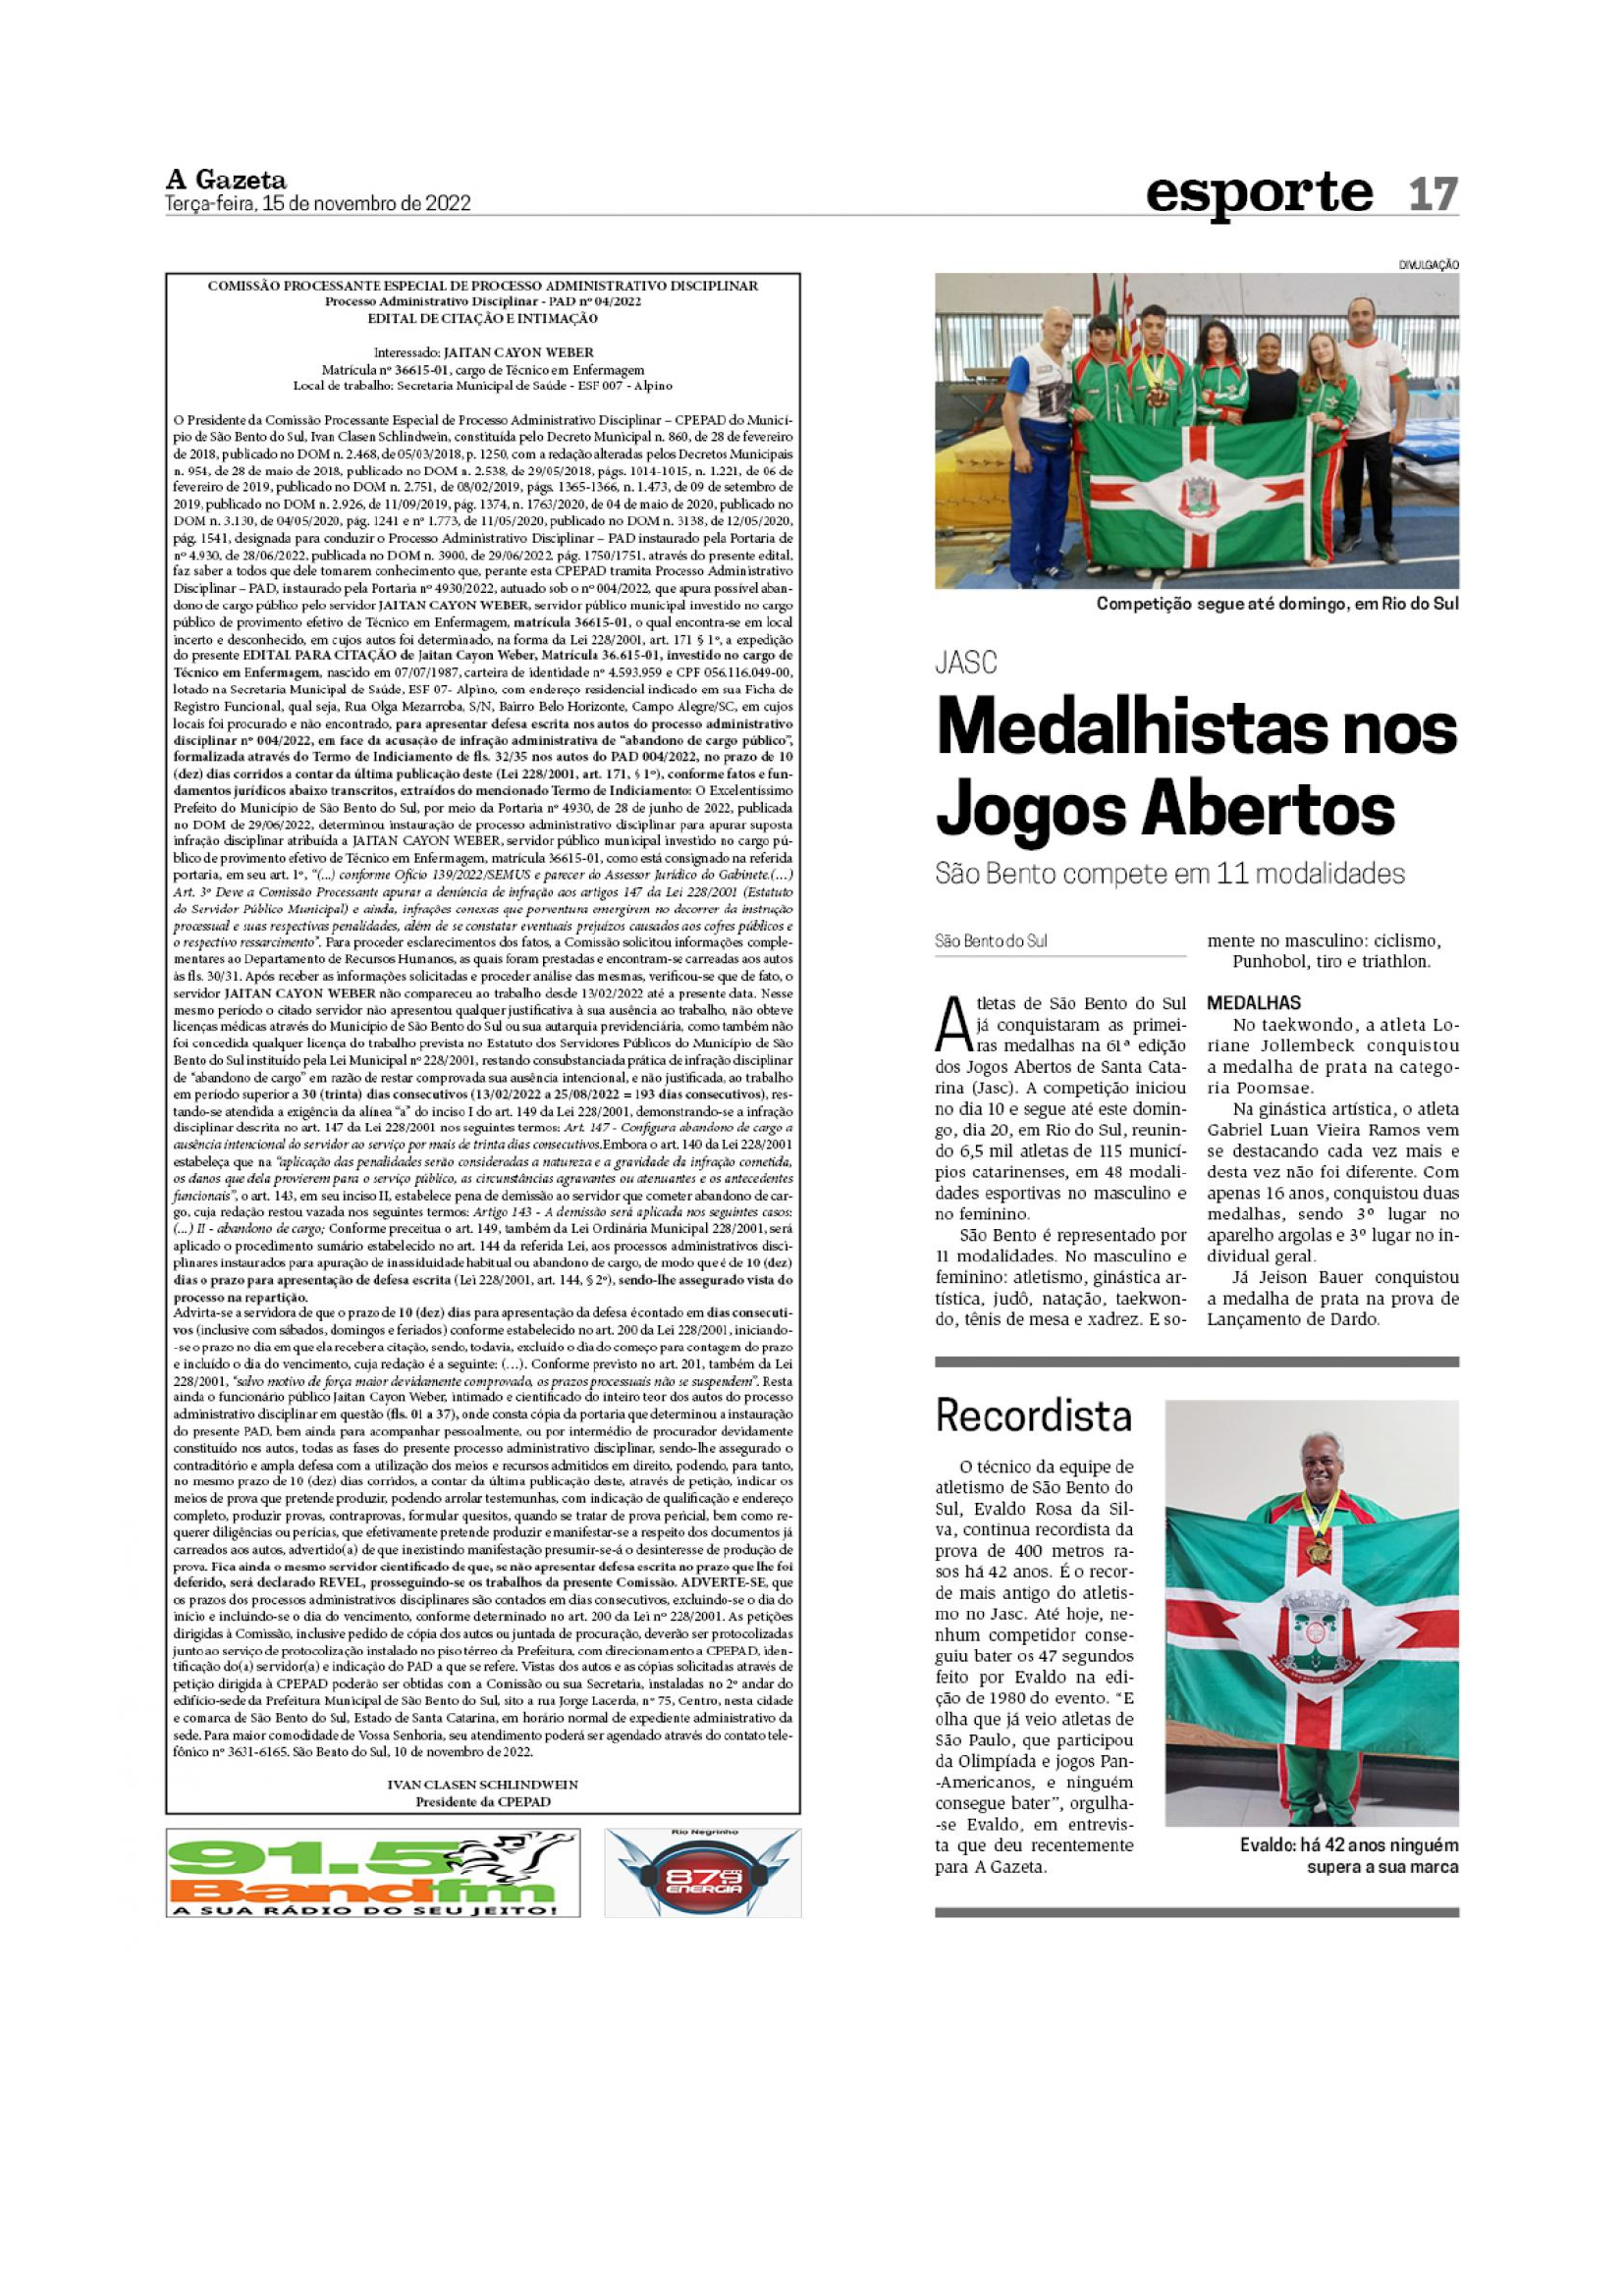 A Gazeta
Terça-feira, 15 de novembro de 2022
esporte 17
COMISSÃO PROCESSANTE ESPECIAL DE PROCESSO ADMINISTRATIVO DISCIPLINAR
Processo Administrativo Disciplinar - PAD nº 04/2022
EDITAL DE CITAÇÃO E INTIMAÇÃO
Interessado: JAITAN CAYON WEBER
Matrícula nº 36615-01, cargo de Técnico em Enfermagem
Local de trabalho: Secretaria Municipal de Saúde - ESF 007 - Alpino
O Presidente da Comissão Processante Especial de Processo Administrativo Disciplinar – CPEPAD do Municí-
pio de São Bento do Sul, Ivan Clasen Schlindwein, constituída pelo Decreto Municipal n. 860, de 28 de fevereiro
de 2018, publicado no DOM n. 2.468, de 05/03/2018, p. 1250, com a redação alteradas pelos Decretos Municipais
n. 954, de 28 de maio de 2018, publicado no DOM n. 2.538, de 29/05/2018, págs. 1014-1015, n. 1.221, de 06 de
fevereiro de 2019, publicado no DOM n. 2.751, de 08/02/2019, págs. 1365-1366, n. 1.473, de 09 de setembro de
2019, publicado no DOM n. 2.926, de 11/09/2019, pág. 1374, n. 1763/2020, de 04 de maio de 2020, publicado no
DOM n. 3.130, de 04/05/2020, pág. 1241 e nº 1.773, de 11/05/2020, publicado no DOM n. 3138, de 12/05/2020,
pág. 1541, designada para conduzir o Processo Administrativo Disciplinar – PAD instaurado pela Portaria de
nº 4.930, de 28/06/2022, publicada no DOM n. 3900, de 29/06/2022, pág. 1750/1751, através do presente edital,
faz saber a todos que dele tomarem conhecimento que, perante esta CPEPAD tramita Processo Administrativo
Disciplinar – PAD, instaurado pela Portaria nº 4930/2022, autuado sob o nº 004/2022, que apura possível aban-
dono de cargo público pelo servidor JAITAN CAYON WEBER, servidor público municipal investido no cargo
público de provimento efetivo de Técnico em Enfermagem, matrícula 36615-01, o qual encontra-se em local
incerto e desconhecido, em cujos autos foi determinado, na forma da Lei 228/2001, art. 171 § 1º, a expedição
do presente EDITAL PARA CITAÇÃO de Jaitan Cayon Weber, Matrícula 36.615-01, investido no cargo de
Técnico em Enfermagem, nascido em 07/07/1987, carteira de identidade nº 4.593.959 e CPF 056.116.049-00,
lotado na Secretaria Municipal de Saúde, ESF 07- Alpino, com endereço residencial indicado em sua Ficha de
Registro Funcional, qual seja, Rua Olga Mezarroba, S/N, Bairro Belo Horizonte, Campo Alegre/SC, em cujos
locais foi procurado e não encontrado, para apresentar defesa escrita nos autos do processo administrativo
disciplinar nº 004/2022, em face da acusação de infração administrativa de "abandono de cargo público",
formalizada através do Termo de Indiciamento de fls. 32/35 nos autos do PAD 004/2022, no prazo de 10
(dez) dias corridos a contar da última publicação deste (Lei 228/2001, art. 171, § 1º), conforme fatos e fun-
damentos jurídicos abaixo transcritos, extraídos do mencionado Termo de Indiciamento: O Excelentíssimo
Prefeito do Município de São Bento do Sul, por meio da Portaria nº 4930, de 28 de junho de 2022, publicada
no DOM de 29/06/2022, determinou instauração de processo administrativo disciplinar para apurar suposta
infração disciplinar atribuída a JAITAN CAYON WEBER, servidor público municipal investido no cargo pú-
blico de provimento efetivo de Técnico em Enfermagem, matrícula 36615-01, como está consignado na referida
portaria, em seu art. 1º, "(...) conforme Ofício 139/2022/SEMUS e parecer do Assessor Jurídico do Gabinete.(...)
Art. 3º Deve a Comissão Processante apurar a denúncia de infração aos artigos 147 da Lei 228/2001 (Estatuto
do Servidor Público Municipal) e ainda, infrações conexas que porventura emergirem no decorrer da instrução
processual e suas respectivas penalidades, além de se constatar eventuais prejuízos causados aos cofres públicos e
o respectivo ressarcimento". Para proceder esclarecimentos dos fatos, a Comissão solicitou informações comple-
mentares ao Departamento de Recursos Humanos, as quais foram prestadas e encontram-se carreadas aos autos
às fls. 30/31. Após receber as informações solicitadas e proceder análise das mesmas, verificou-se que de fato, o
servidor JAITAN CAYON WEBER não compareceu ao trabalho desde 13/02/2022 até a presente data. Nesse
mesmo período o citado servidor não apresentou qualquer justificativa à sua ausência ao trabalho, não obteve
licenças médicas através do Município de São Bento do Sul ou sua autarquia previdenciária, como também não
foi concedida qualquer licença do trabalho prevista no Estatuto dos Servidores Públicos do Município de São
Bento do Sul instituído pela Lei Municipal nº 228/2001, restando consubstanciada prática de infração disciplinar
de "abandono de cargo" em razão de restar comprovada sua ausência intencional, e não justificada, ao trabalho
em período superior a 30 (trinta) dias consecutivos (13/02/2022 a 25/08/2022 = 193 dias consecutivos), res-
tando-se atendida a exigência da alínea "a" do inciso I do art. 149 da Lei 228/2001, demonstrando-se a infração
disciplinar descrita no art. 147 da Lei 228/2001 nos seguintes termos: Art. 147 - Configura abandono de cargo a
ausência intencional do servidor ao serviço por mais de trinta dias consecutivos.Embora o art. 140 da Lei 228/2001
estabeleça que na "aplicação das penalidades serão consideradas a natureza e a gravidade da infração cometida,
os danos que dela provierem para o serviço público, as circunstâncias agravantes ou atenuantes e os antecedentes
funcionais", o art. 143, em seu inciso II, estabelece pena de demissão ao servidor que cometer abandono de car-
go, cuja redação restou vazada nos seguintes termos: Artigo 143 - A demissão será aplicada nos seguintes casos:
(...) II - abandono de cargo; Conforme preceitua o art. 149, também da Lei Ordinária Municipal 228/2001, será
aplicado o procedimento sumário estabelecido no art. 144 da referida Lei, aos processos administrativos disci-
plinares instaurados para apuração de inassiduidade habitual ou abandono de cargo, de modo que é de 10 (dez)
dias o prazo para apresentação de defesa escrita (Lei 228/2001, art. 144, § 2º), sendo-lhe assegurado vista do
processo na repartição.
Advirta-se a servidora de que o prazo de 10 (dez) dias para apresentação da defesa é contado em dias consecuti-
vos (inclusive com sábados, domingos e feriados) conforme estabelecido no art. 200 da Lei 228/2001, iniciando-
-se o prazo no dia em que ela receber a citação, sendo, todavia, excluído o dia do começo para contagem do prazo
e incluído o dia do vencimento, cuja redação é a seguinte: (...). Conforme previsto no art. 201, também da Lei
228/2001, "salvo motivo de força maior devidamente comprovado, os prazos processuais não se suspendem". Resta
ainda o funcionário público Jaitan Cayon Weber, intimado e cientificado do inteiro teor dos autos do processo
administrativo disciplinar em questão (fls. 01 a 37), onde consta cópia da portaria que determinou a instauração
do presente PAD, bem ainda para acompanhar pessoalmente, ou por intermédio de procurador devidamente
constituído nos autos, todas as fases do presente processo administrativo disciplinar, sendo-lhe assegurado o
contraditório e ampla defesa com a utilização dos meios e recursos admitidos em direito, podendo, para tanto,
no mesmo prazo de 10 (dez) dias corridos, a contar da última publicação deste, através de petição, indicar os
meios de prova que pretende produzir, podendo arrolar testemunhas, com indicação de qualificação e endereço
completo, produzir provas, contraprovas, formular quesitos, quando se tratar de prova pericial, bem como re-
querer diligências ou perícias, que efetivamente pretende produzir e manifestar-se a respeito dos documentos já
carreados aos autos, advertido(a) de que inexistindo manifestação presumir-se-á o desinteresse de produção de
prova. Fica ainda o mesmo servidor cientificado de que, se não apresentar defesa escrita no prazo que lhe foi
deferido, será declarado REVEL, prosseguindo-se os trabalhos da presente Comissão. ADVERTE-SE, que
os prazos dos processos administrativos disciplinares são contados em dias consecutivos, excluindo-se o dia do
início e incluindo-se o dia do vencimento, conforme determinado no art. 200 da Lei nº 228/2001. As petições
dirigidas à Comissão, inclusive pedido de cópia dos autos ou juntada de procuração, deverão ser protocolizadas
junto ao serviço de protocolização instalado no piso térreo da Prefeitura, com direcionamento a CPEPAD, iden-
tificação do(a) servidor(a) e indicação do PAD a que se refere. Vistas dos autos e as cópias solicitadas através de
petição dirigida à CPEPAD poderão ser obtidas com a Comissão ou sua Secretaria, instaladas no 2º andar do
edifício-sede da Prefeitura Municipal de São Bento do Sul, sito a rua Jorge Lacerda, nº 75, Centro, nesta cidade
e comarca de São Bento do Sul, Estado de Santa Catarina, em horário normal de expediente administrativo da
sede. Para maior comodidade de Vossa Senhoria, seu atendimento poderá ser agendado através do contato tele-
fônico nº 3631-6165. São Bento do Sul, 10 de novembro de 2022.
IVAN CLASEN SCHLINDWEIN
Presidente da CPEPAD
91.5
Bandfm
A SUA RÁDIO DO SEU JEITO!
Rio Negrinho
87,9 FM
ENERGIA
DIVULGAÇÃO
Competição segue até domingo, em Rio do Sul
JASC
Medalhistas nos
Jogos Abertos
São Bento compete em 11 modalidades
São Bento do Sul
Atletas de São Bento do Sul
já conquistaram as primei-
ras medalhas na 61ª edição
dos Jogos Abertos de Santa Cata-
rina (Jasc). A competição iniciou
no dia 10 e segue até este domin-
go, dia 20, em Rio do Sul, reunin-
do 6,5 mil atletas de 115 municí-
pios catarinenses, em 48 modali-
dades esportivas no masculino e
no feminino.
São Bento é representado por
11 modalidades. No masculino e
feminino: atletismo, ginástica ar-
tística, judô, natação, taekwon-
do, tênis de mesa e xadrez. E so-
mente no masculino: ciclismo,
Punhobol, tiro e triathlon.
MEDALHAS
No taekwondo, a atleta Lo-
riane Jollembeck conquistou
a medalha de prata na catego-
ria Poomsae.
Na ginástica artística, o atleta
Gabriel Luan Vieira Ramos vem
se destacando cada vez mais e
desta vez não foi diferente. Com
apenas 16 anos, conquistou duas
medalhas, sendo 3º lugar no
aparelho argolas e 3º lugar no in-
dividual geral.
Já Jeison Bauer conquistou
a medalha de prata na prova de
Lançamento de Dardo.
Recordista
O técnico da equipe de
atletismo de São Bento do
Sul, Evaldo Rosa da Sil-
va, continua recordista da
prova de 400 metros ra-
sos há 42 anos. É o recor-
de mais antigo do atletis-
mo no Jasc. Até hoje, ne-
nhum competidor conse-
guiu bater os 47 segundos
feito por Evaldo na edi-
ção de 1980 do evento. "E
olha que já veio atletas de
São Paulo, que participou
da Olimpíada e jogos Pan-
-Americanos, e ninguém
consegue bater", orgulha-
-se Evaldo, em entrevis-
ta que deu recentemente
para A Gazeta.
Evaldo: há 42 anos ninguém
supera a sua marca